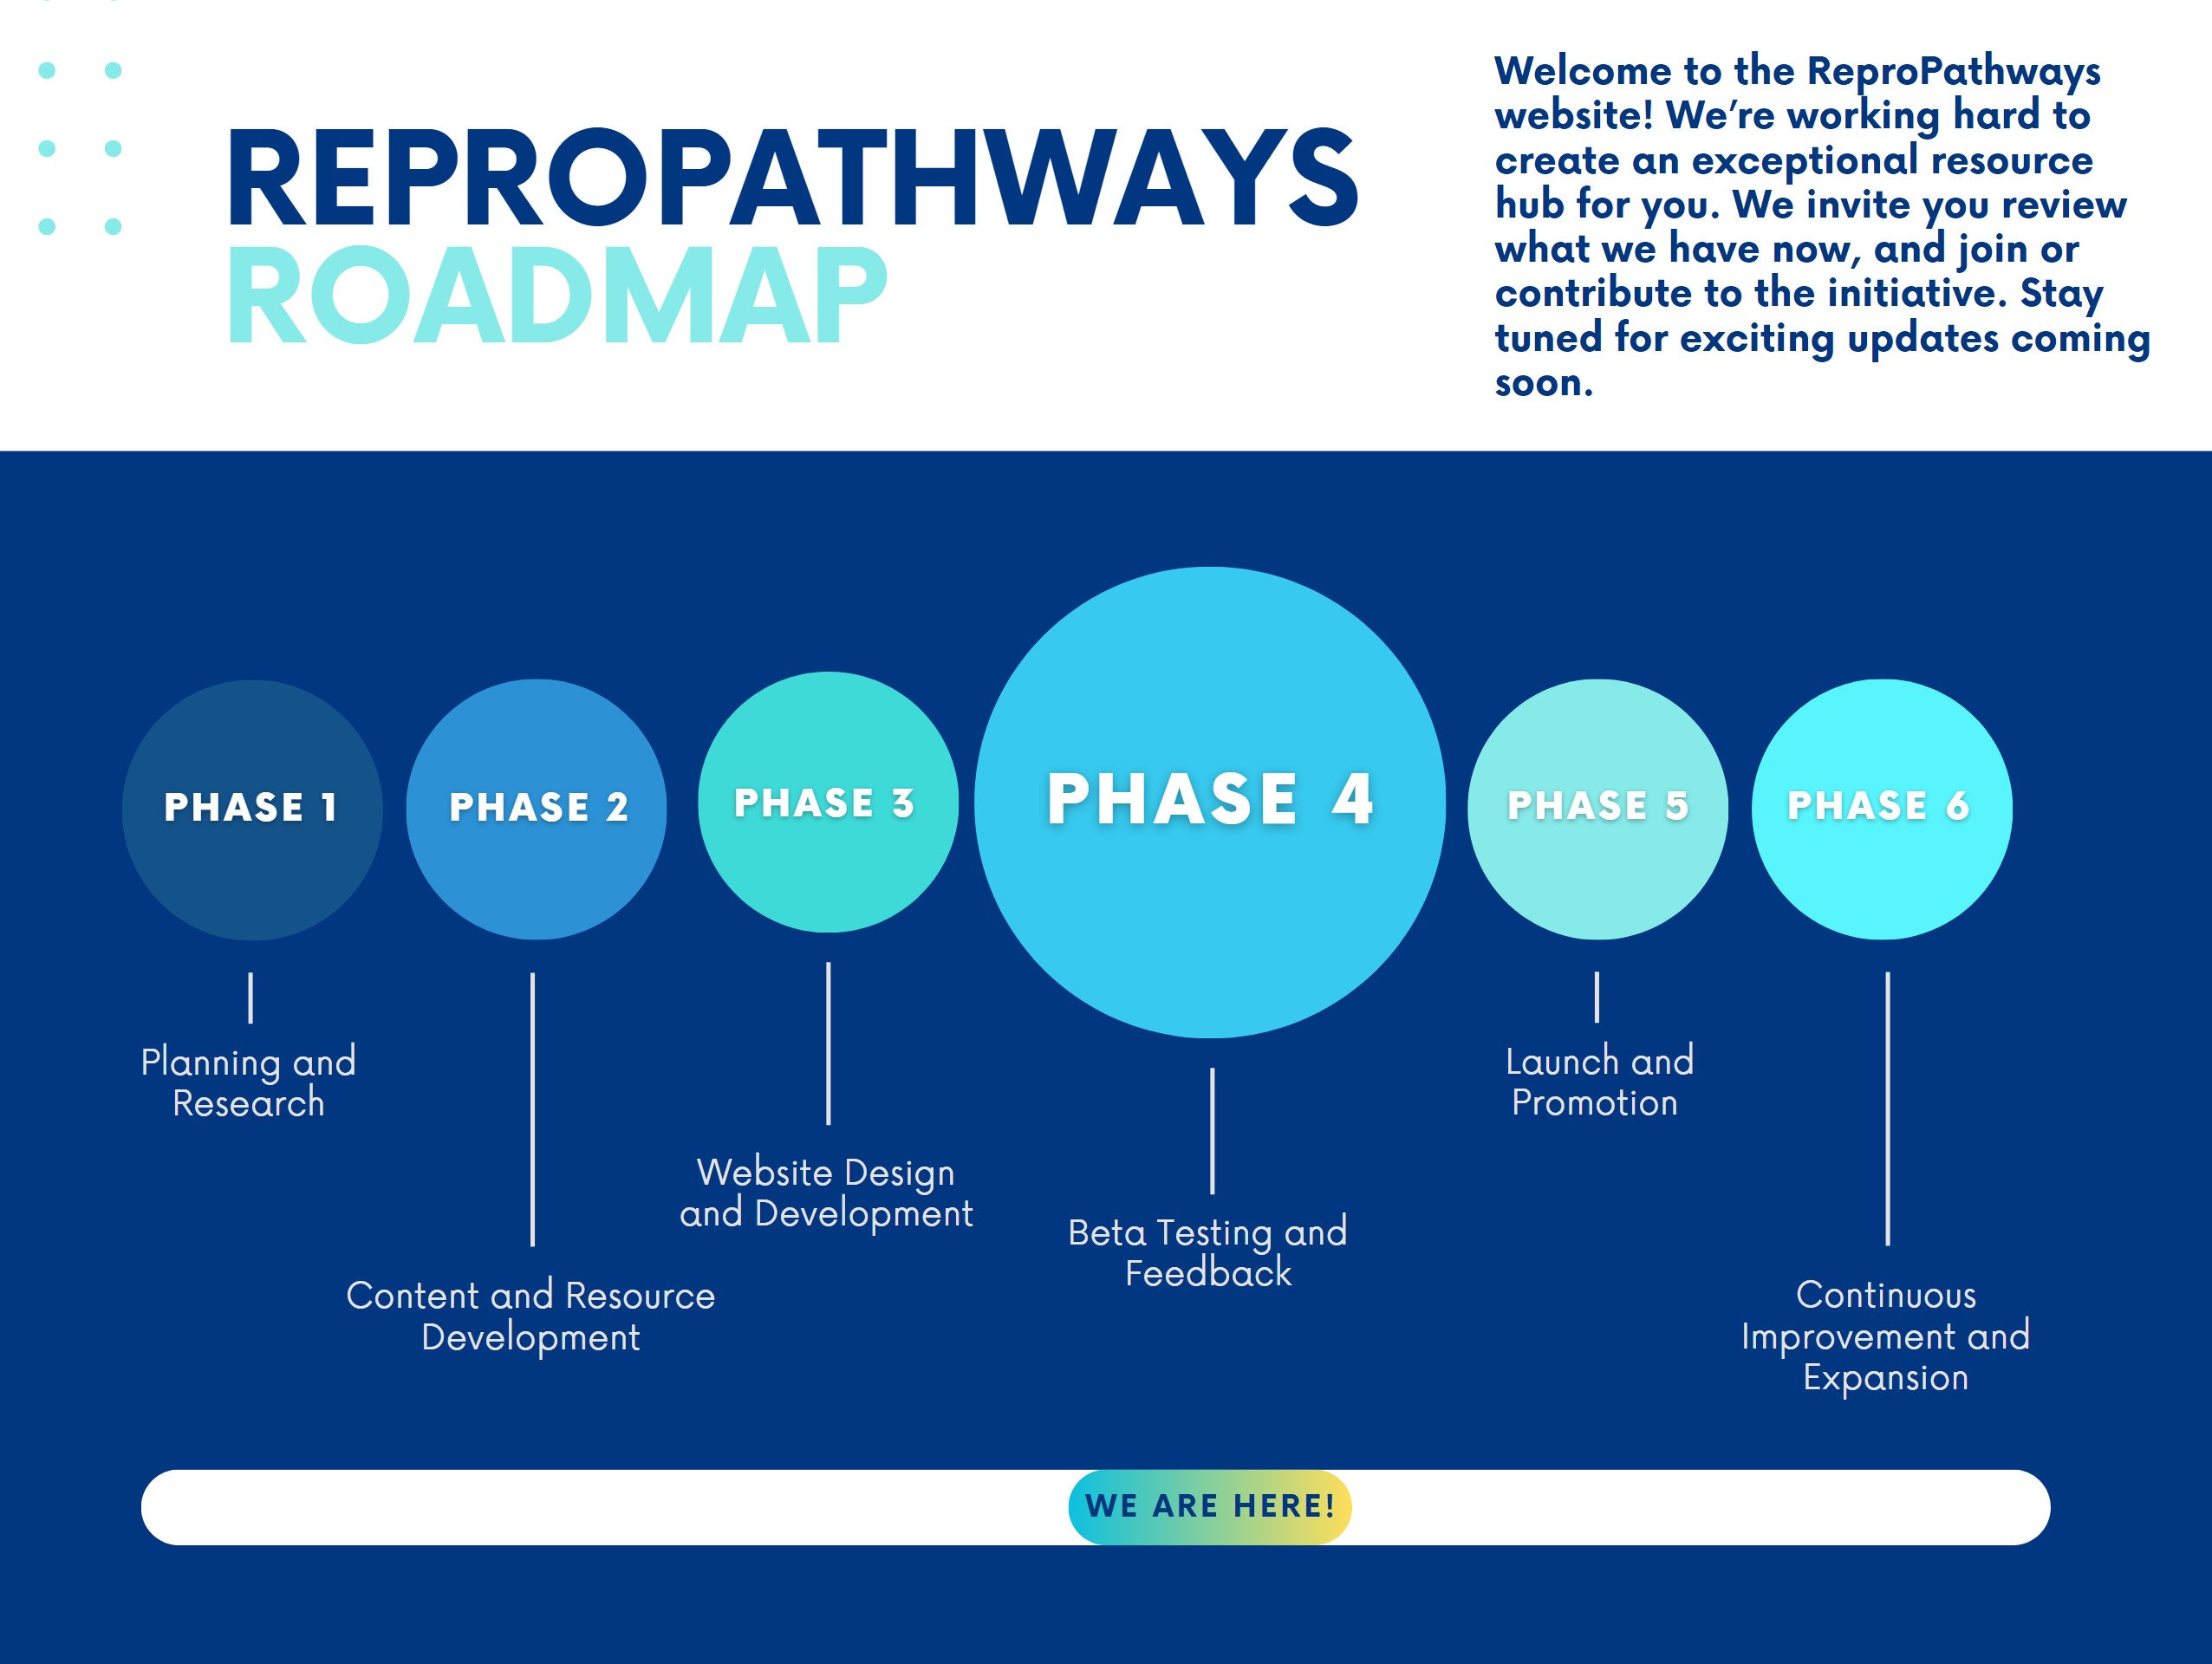 REPROPATHWAYS
ROADMAP
Welcome to the ReproPathways
website! We’re working hard to
create an exceptional resource
hub for you. We invite you review
what we have now, and join or
contribute to the initiative. Stay
tuned for exciting updates coming
soon.
PHASE 1
Planning and
Research
PHASE 2
Content and Resource
Development
PHASE 3
Website Design
and Development
PHASE 4
Beta Testing and
Feedback
PHASE 5
Launch and
Promotion
PHASE 6
Continuous
Improvement and
Expansion
WE ARE HERE!